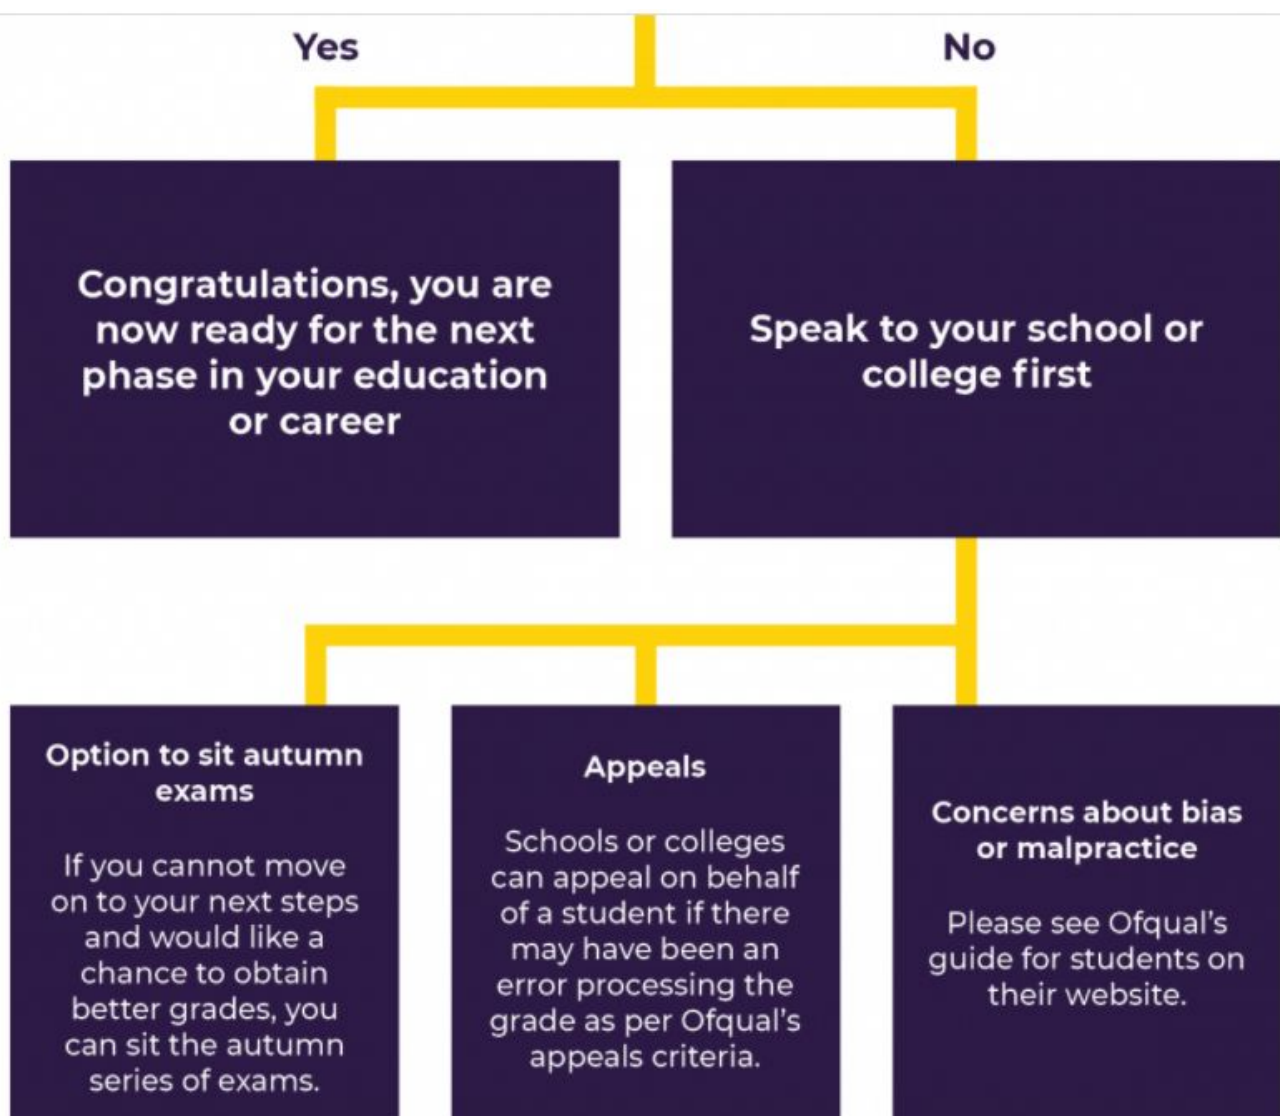 Yes
No
Congratulations, you are
now ready for the next
phase in your education
or career
Speak to your school or
college first
Option to sit autumn
exams
If you cannot move
on to your next steps
and would like a
chance to obtain
better grades, you
can sit the autumn
series of exams.
Appeals
Schools or colleges
can appeal on behalf
of a student if there
may have been an
error processing the
grade as per Ofqual’s
appeals criteria.
Concerns about bias
or malpractice
Please see Ofqual’s
guide for students on
their website.